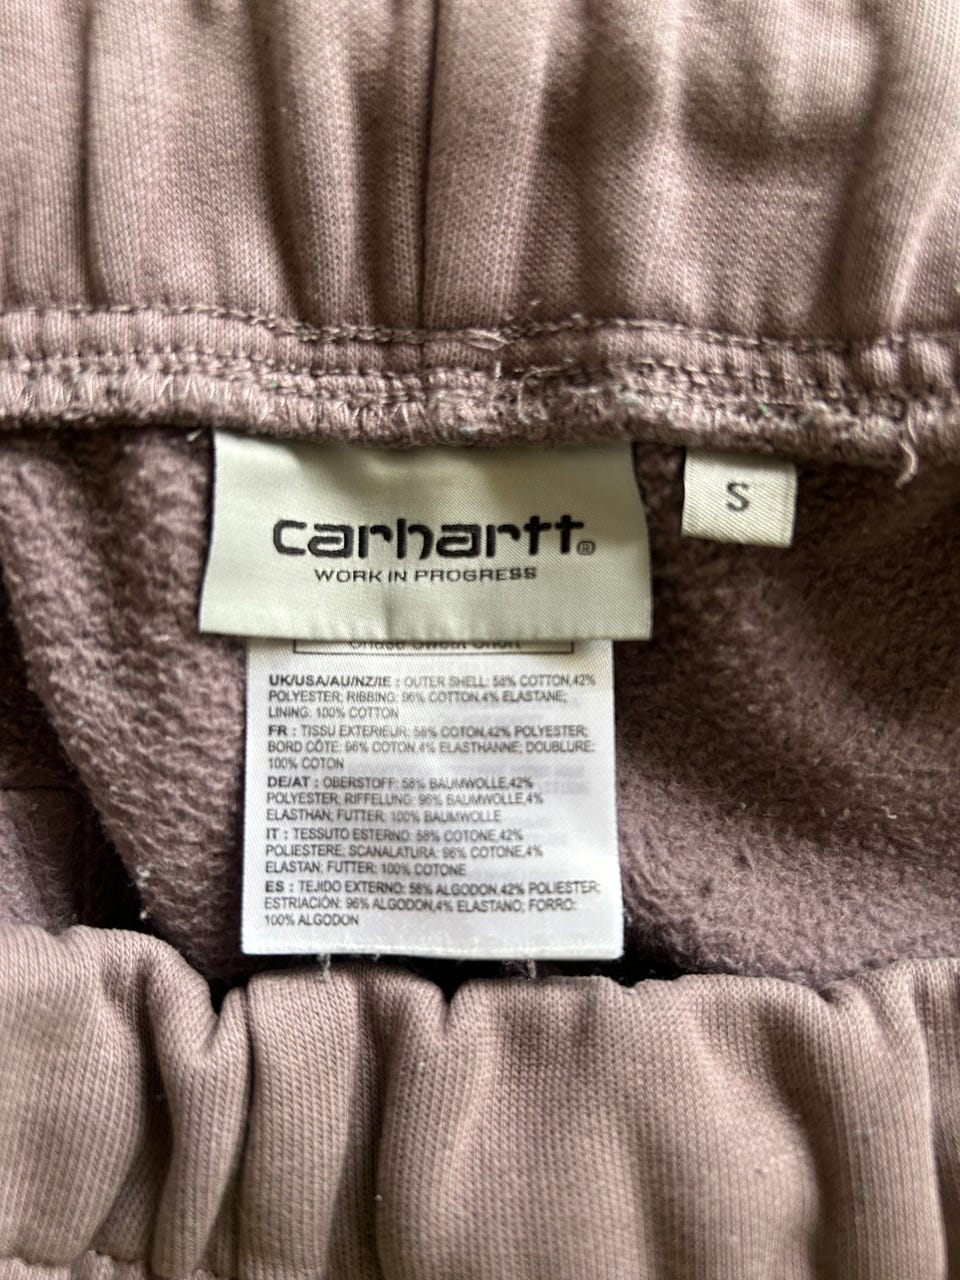 carhartt®
WORK IN PROGRESS
S
Chase Sweat Short
UK/USA/AU/NZ/IE : OUTER SHELL: 58% COTTON,42%
POLYESTER; RIBBING: 96% COTTON,4% ELASTANE;
LINING: 100% COTTON
FR : TISSU EXTERIEUR: 58% COTON,42% POLYESTER;
BORD CÔTE: 96% COTON,4% ELASTHANNE; DOUBLURE:
100% COTON
DE/AT : OBERSTOFF: 58% BAUMWOLLE,42%
POLYESTER; RIFFELUNG: 96% BAUMWOLLE,4%
ELASTHAN; FUTTER: 100% BAUMWOLLE
IT : TESSUTO ESTERNO: 58% COTONE,42%
POLIESTERE; SCANALATURA: 96% COTONE,4%
ELASTAN; FUTTER: 100% COTONE
ES : TEJIDO EXTERNO: 58% ALGODON,42% POLIESTER;
ESTRIACIÓN: 96% ALGODON,4% ELASTANO; FORRO:
100% ALGODON